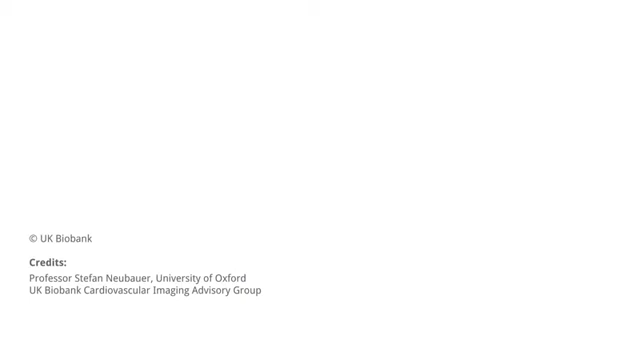 © UK Biobank
Credits:
Professor Stefan Neubauer, University of Oxford
UK Biobank Cardiovascular Imaging Advisory Group